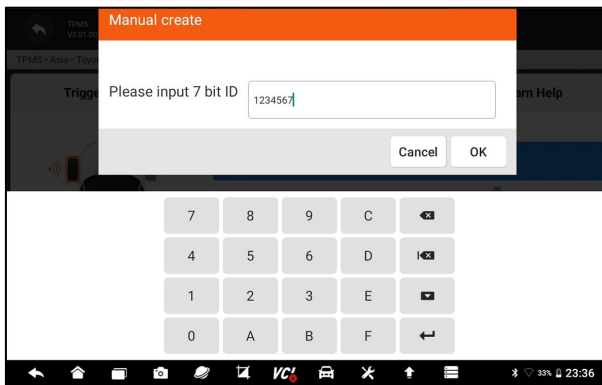 TPMS
V3.01.00
Manual create
TPMS > Asia > Toyot
Trigge
arn Help
Please input 7 bit ID
1234567
Cancel
OK
7 8 9 C
4 5 6 D
1 2 3 E
0 A B F
VCI
33% 23:36